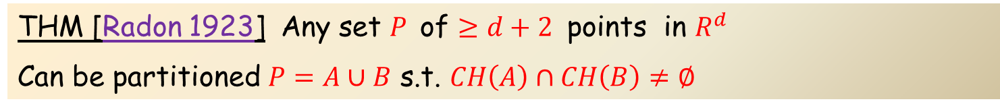 THM [Radon 1923] Any set P of ≥ d + 2 points in R^d
Can be partitioned P = A ∪ B s.t. CH(A) ∩ CH(B) ≠ ∅